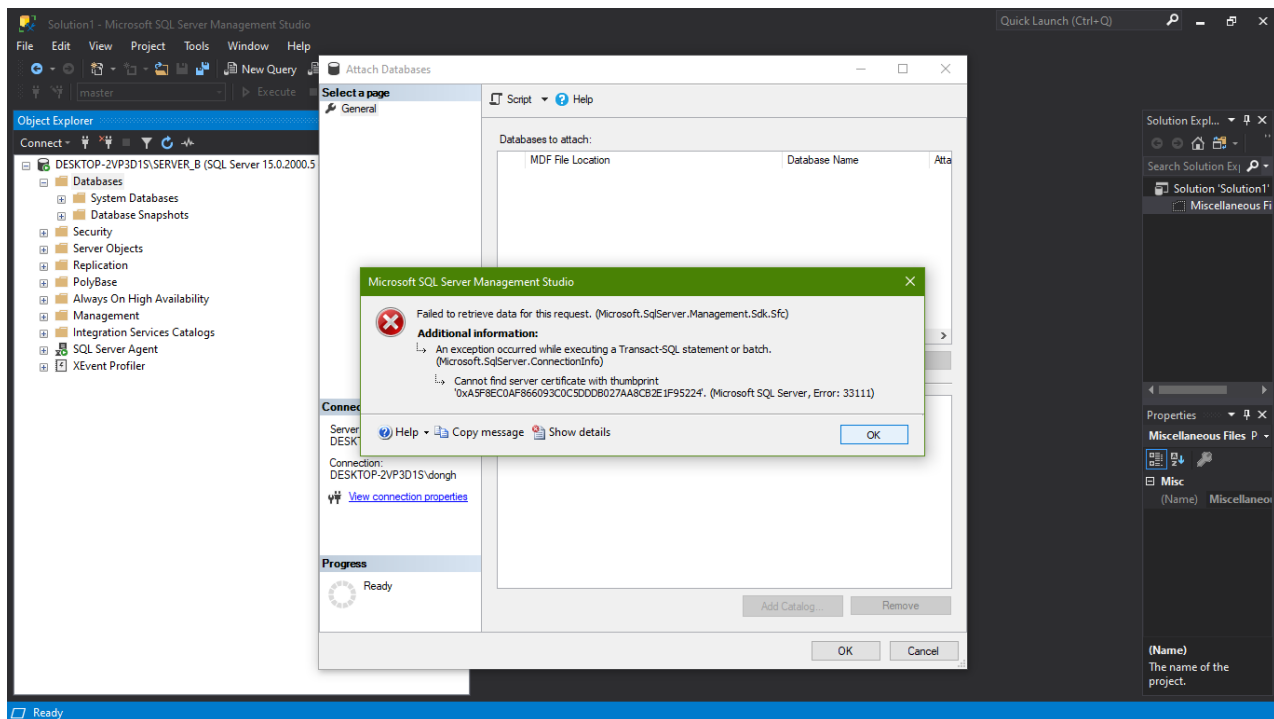 Solution1 - Microsoft SQL Server Management Studio
Quick Launch (Ctrl+Q)
File Edit View Project Tools Window Help
New Query
master
Execute
Object Explorer
Connect
DESKTOP-2VP3D1S\SERVER_B (SQL Server 15.0.2000.5
Databases
System Databases
Database Snapshots
Security
Server Objects
Replication
PolyBase
Always On High Availability
Management
Integration Services Catalogs
SQL Server Agent
XEvent Profiler
Attach Databases
Select a page
General
Script Help
Databases to attach:
MDF File Location Database Name Atta
Microsoft SQL Server Management Studio
Failed to retrieve data for this request. (Microsoft.SqlServer.Management.Sdk.Sfc)
Additional information:
An exception occurred while executing a Transact-SQL statement or batch.
(Microsoft.SqlServer.ConnectionInfo)
Cannot find server certificate with thumbprint
'0xA5F8EC0AF866093C0C5DDDB027AA8CB2E1F95224'. (Microsoft SQL Server, Error: 33111)
Help Copy message Show details
OK
Connec
Server
DESKT
Connection:
DESKTOP-2VP3D1S\dongh
View connection properties
Progress
Ready
Add Catalog... Remove
OK Cancel
Solution Expl...
Search Solution Ex
Solution 'Solution1'
Miscellaneous Fi
Properties
Miscellaneous Files P
Misc
(Name) Miscellaneo
(Name)
The name of the
project.
Ready